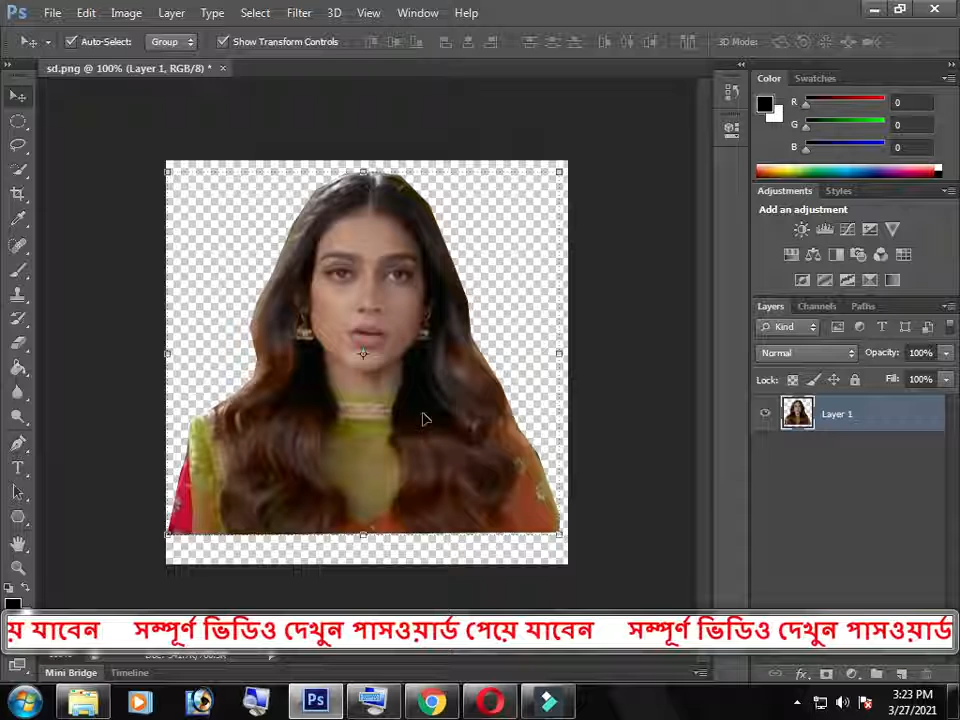 Ps File Edit Image Layer Type Select Filter 3D View Window Help
Auto-Select: Group Show Transform Controls 3D Mode:
sd.png @ 100% (Layer 1, RGB/8) * ×
Color Swatches
R 0
G 0
B 0
Adjustments Styles
Add an adjustment
Layers Channels Paths
Kind
Normal Opacity: 100%
Lock: Fill: 100%
Layer 1
য় যাবেন সম্পূর্ণ ভিডিও দেখুন পাসওয়ার্ড পেয়ে যাবেন সম্পূর্ণ ভিডিও দেখুন পাসওয়ার্ড
Mini Bridge Timeline
Ps
3:23 PM
3/27/2021